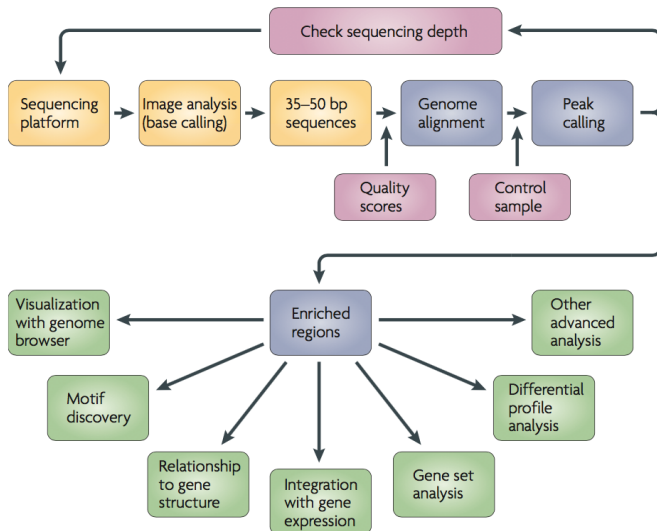 Check sequencing depth
Sequencing
platform
Image analysis
(base calling)
35–50 bp
sequences
Genome
alignment
Peak
calling
Quality
scores
Control
sample
Visualization
with genome
browser
Enriched
regions
Other
advanced
analysis
Motif
discovery
Differential
profile
analysis
Relationship
to gene
structure
Integration
with gene
expression
Gene set
analysis